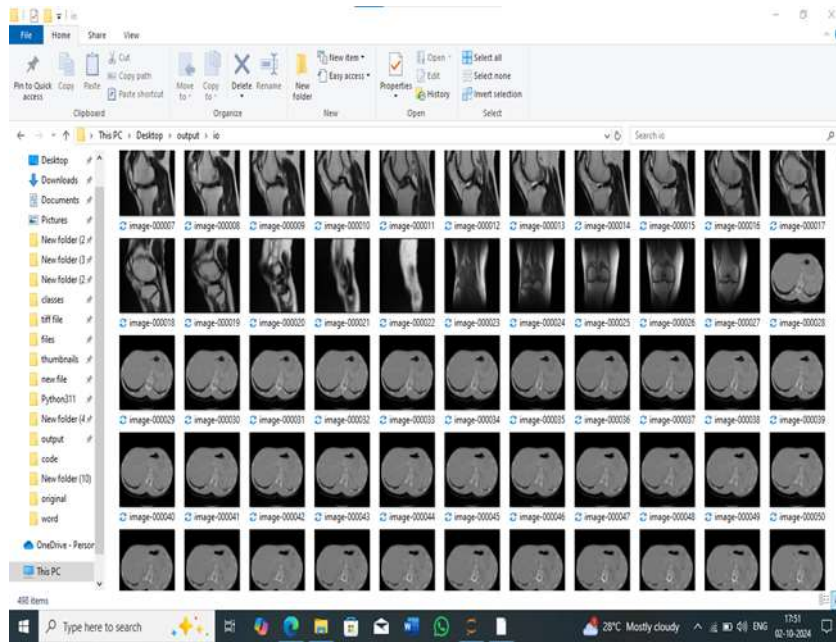 io
File Home Share View
Pin to Quick access
Copy
Paste
Cut
Copy path
Paste shortcut
Clipboard
Move to
Copy to
Delete
Rename
Organize
New folder
New item
Easy access
New
Properties
Open
Edit
History
Open
Select all
Select none
Invert selection
Select
This PC > Desktop > output > io
Search io
Desktop
Downloads
Documents
Pictures
New folder (2
New folder (3
New folder (2
classes
tiff file
files
thumbnails
new file
Python311
New folder (4
output
code
New folder (10)
original
word
OneDrive - Person
This PC
image-000007 image-000008 image-000009 image-000010 image-000011 image-000012 image-000013 image-000014 image-000015 image-000016 image-000017
image-000018 image-000019 image-000020 image-000021 image-000022 image-000023 image-000024 image-000025 image-000026 image-000027 image-000028
image-000029 image-000030 image-000031 image-000032 image-000033 image-000034 image-000035 image-000036 image-000037 image-000038 image-000039
image-000040 image-000041 image-000042 image-000043 image-000044 image-000045 image-000046 image-000047 image-000048 image-000049 image-000050
498 items
Type here to search
28°C Mostly cloudy
ENG
17:51
02-10-2024